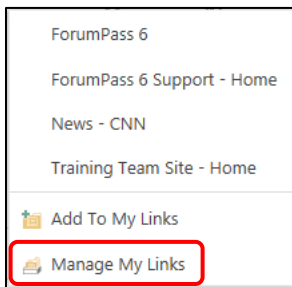 ForumPass 6
ForumPass 6 Support - Home
News - CNN
Training Team Site - Home
Add To My Links
Manage My Links